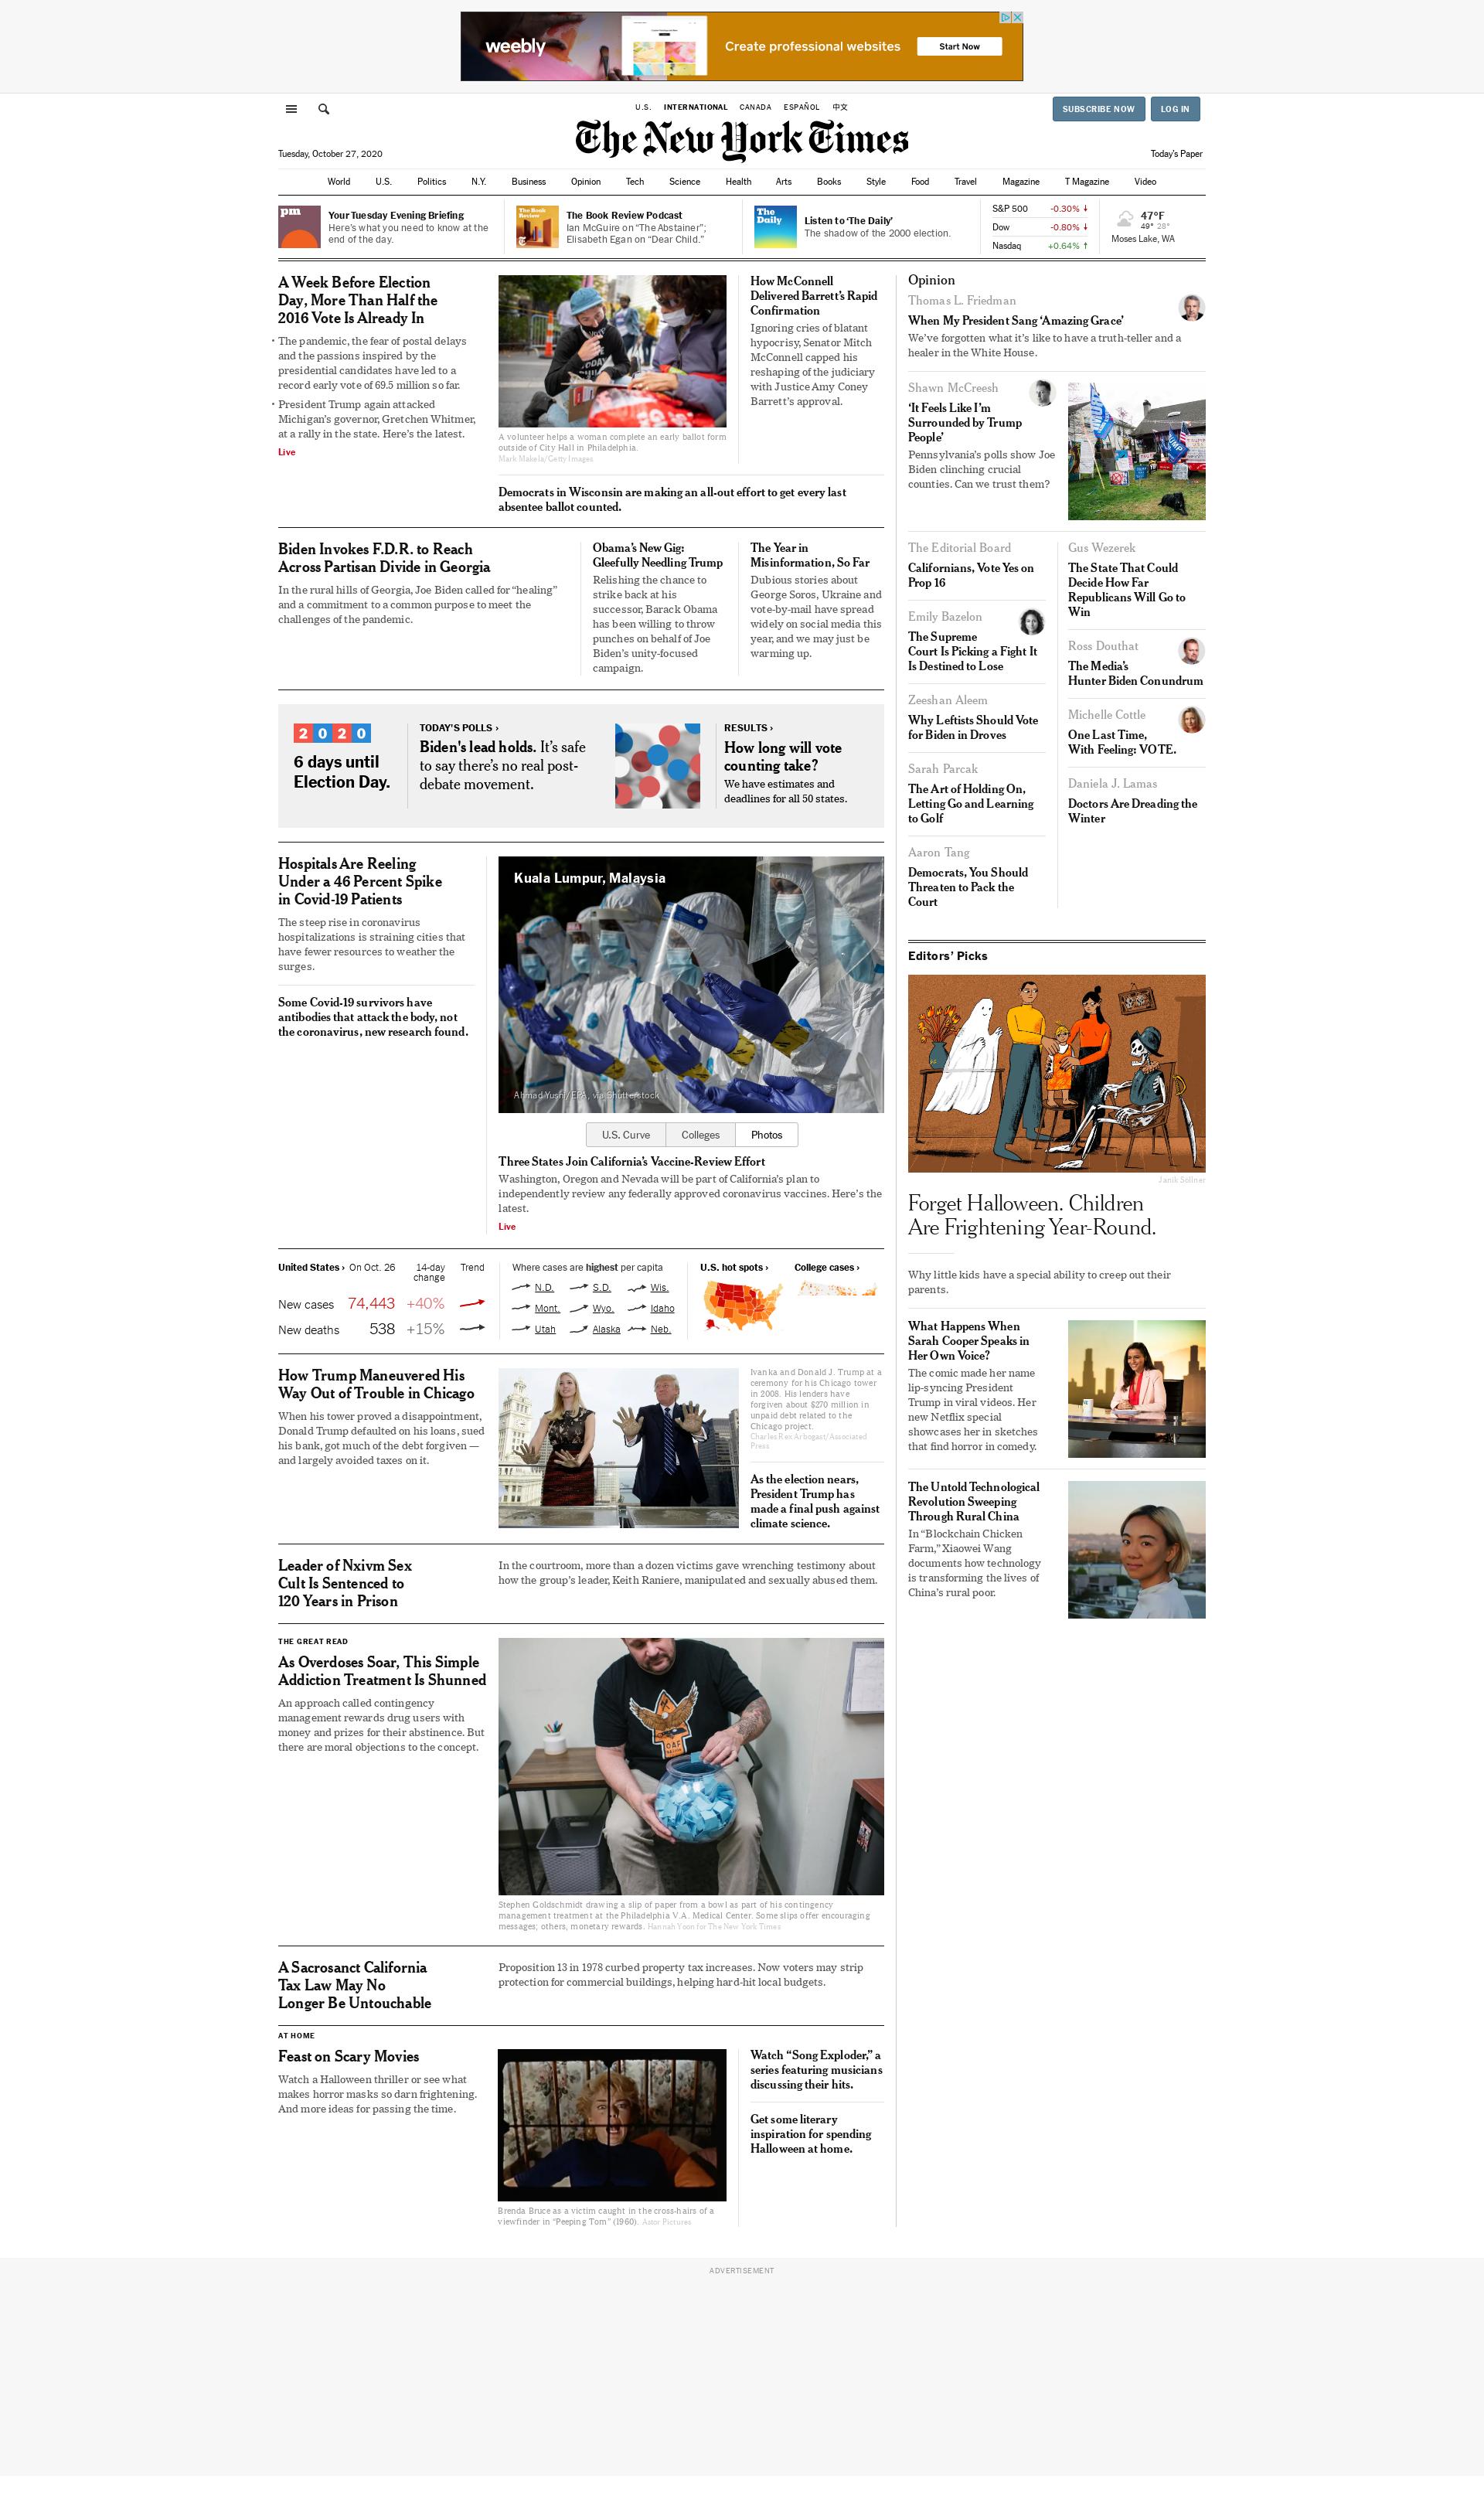 weebly
Create professional websites
Start Now
U.S. INTERNATIONAL CANADA ESPAÑOL 中文
SUBSCRIBE NOW
LOG IN
The New York Times
Tuesday, October 27, 2020
Today's Paper
World U.S. Politics N.Y. Business Opinion Tech Science Health Arts Books Style Food Travel Magazine T Magazine Video
pm
Your Tuesday Evening Briefing
Here's what you need to know at the
end of the day.
The Book Review
The Book Review Podcast
Ian McGuire on “The Abstainer”;
Elisabeth Egan on “Dear Child.”
The Daily
Listen to ‘The Daily’
The shadow of the 2000 election.
S&P 500 -0.30% ↓
Dow -0.80% ↓
Nasdaq +0.64% ↑
47°F
49° 28°
Moses Lake, WA
A Week Before Election
Day, More Than Half the
2016 Vote Is Already In
• The pandemic, the fear of postal delays
and the passions inspired by the
presidential candidates have led to a
record early vote of 69.5 million so far.
• President Trump again attacked
Michigan's governor, Gretchen Whitmer,
at a rally in the state. Here's the latest.
Live
A volunteer helps a woman complete an early ballot form
outside of City Hall in Philadelphia.
Mark Makela/Getty Images
How McConnell
Delivered Barrett's Rapid
Confirmation
Ignoring cries of blatant
hypocrisy, Senator Mitch
McConnell capped his
reshaping of the judiciary
with Justice Amy Coney
Barrett's approval.
Democrats in Wisconsin are making an all-out effort to get every last
absentee ballot counted.
Biden Invokes F.D.R. to Reach
Across Partisan Divide in Georgia
In the rural hills of Georgia, Joe Biden called for “healing”
and a commitment to a common purpose to meet the
challenges of the pandemic.
Obama's New Gig:
Gleefully Needling Trump
Relishing the chance to
strike back at his
successor, Barack Obama
has been willing to throw
punches on behalf of Joe
Biden's unity-focused
campaign.
The Year in
Misinformation, So Far
Dubious stories about
George Soros, Ukraine and
vote-by-mail have spread
widely on social media this
year, and we may just be
warming up.
2020
6 days until
Election Day.
TODAY'S POLLS ›
Biden's lead holds. It's safe
to say there's no real post-
debate movement.
RESULTS ›
How long will vote
counting take?
We have estimates and
deadlines for all 50 states.
Hospitals Are Reeling
Under a 46 Percent Spike
in Covid-19 Patients
The steep rise in coronavirus
hospitalizations is straining cities that
have fewer resources to weather the
surges.
Some Covid-19 survivors have
antibodies that attack the body, not
the coronavirus, new research found.
Kuala Lumpur, Malaysia
Ahmad Yusni/EPA, via Shutterstock
U.S. Curve Colleges Photos
Three States Join California's Vaccine-Review Effort
Washington, Oregon and Nevada will be part of California's plan to
independently review any federally approved coronavirus vaccines. Here's the
latest.
Live
United States › On Oct. 26 14-day change Trend
New cases 74,443 +40%
New deaths 538 +15%
Where cases are highest per capita
N.D. S.D. Wis.
Mont. Wyo. Idaho
Utah Alaska Neb.
U.S. hot spots ›
College cases ›
How Trump Maneuvered His
Way Out of Trouble in Chicago
When his tower proved a disappointment,
Donald Trump defaulted on his loans, sued
his bank, got much of the debt forgiven —
and largely avoided taxes on it.
Ivanka and Donald J. Trump at a
ceremony for his Chicago tower
in 2008. His lenders have
forgiven about $270 million in
unpaid debt related to the
Chicago project.
Charles Rex Arbogast/Associated
Press
As the election nears,
President Trump has
made a final push against
climate science.
Leader of Nxivm Sex
Cult Is Sentenced to
120 Years in Prison
In the courtroom, more than a dozen victims gave wrenching testimony about
how the group's leader, Keith Raniere, manipulated and sexually abused them.
THE GREAT READ
As Overdoses Soar, This Simple
Addiction Treatment Is Shunned
An approach called contingency
management rewards drug users with
money and prizes for their abstinence. But
there are moral objections to the concept.
Stephen Goldschmidt drawing a slip of paper from a bowl as part of his contingency
management treatment at the Philadelphia V.A. Medical Center. Some slips offer encouraging
messages; others, monetary rewards. Hannah Yoon for The New York Times
A Sacrosanct California
Tax Law May No
Longer Be Untouchable
Proposition 13 in 1978 curbed property tax increases. Now voters may strip
protection for commercial buildings, helping hard-hit local budgets.
AT HOME
Feast on Scary Movies
Watch a Halloween thriller or see what
makes horror masks so darn frightening.
And more ideas for passing the time.
Brenda Bruce as a victim caught in the cross-hairs of a
viewfinder in “Peeping Tom” (1960). Astor Pictures
Watch “Song Exploder,” a
series featuring musicians
discussing their hits.
Get some literary
inspiration for spending
Halloween at home.
Opinion
Thomas L. Friedman
When My President Sang ‘Amazing Grace’
We've forgotten what it's like to have a truth-teller and a
healer in the White House.
Shawn McCreesh
‘It Feels Like I'm
Surrounded by Trump
People’
Pennsylvania's polls show Joe
Biden clinching crucial
counties. Can we trust them?
The Editorial Board
Californians, Vote Yes on
Prop 16
Emily Bazelon
The Supreme
Court Is Picking a Fight It
Is Destined to Lose
Zeeshan Aleem
Why Leftists Should Vote
for Biden in Droves
Sarah Parcak
The Art of Holding On,
Letting Go and Learning
to Golf
Aaron Tang
Democrats, You Should
Threaten to Pack the
Court
Gus Wezerek
The State That Could
Decide How Far
Republicans Will Go to
Win
Ross Douthat
The Media's
Hunter Biden Conundrum
Michelle Cottle
One Last Time,
With Feeling: VOTE.
Daniela J. Lamas
Doctors Are Dreading the
Winter
Editors' Picks
Janik Söllner
Forget Halloween. Children
Are Frightening Year-Round.
Why little kids have a special ability to creep out their
parents.
What Happens When
Sarah Cooper Speaks in
Her Own Voice?
The comic made her name
lip-syncing President
Trump in viral videos. Her
new Netflix special
showcases her in sketches
that find horror in comedy.
The Untold Technological
Revolution Sweeping
Through Rural China
In “Blockchain Chicken
Farm,” Xiaowei Wang
documents how technology
is transforming the lives of
China's rural poor.
ADVERTISEMENT